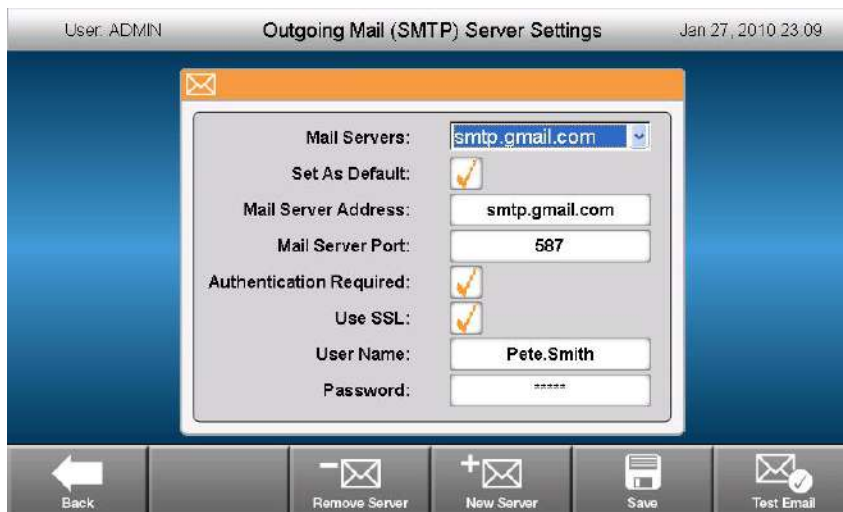 User: ADMIN Outgoing Mail (SMTP) Server Settings Jan 27, 2010 23:09
Mail Servers: smtp.gmail.com
Set As Default:
Mail Server Address: smtp.gmail.com
Mail Server Port: 587
Authentication Required:
Use SSL:
User Name: Pete.Smith
Password: *****
Back Remove Server New Server Save Test Email